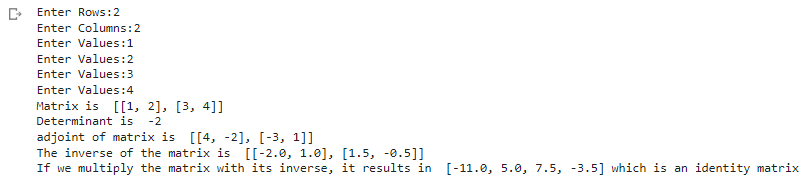 Enter Rows:2
Enter Columns:2
Enter Values:1
Enter Values:2
Enter Values:3
Enter Values:4
Matrix is  [[1, 2], [3, 4]]
Determinant is  -2
adjoint of matrix is  [[4, -2], [-3, 1]]
The inverse of the matrix is  [[-2.0, 1.0], [1.5, -0.5]]
If we multiply the matrix with its inverse, it results in  [-11.0, 5.0, 7.5, -3.5] which is an identity matrix